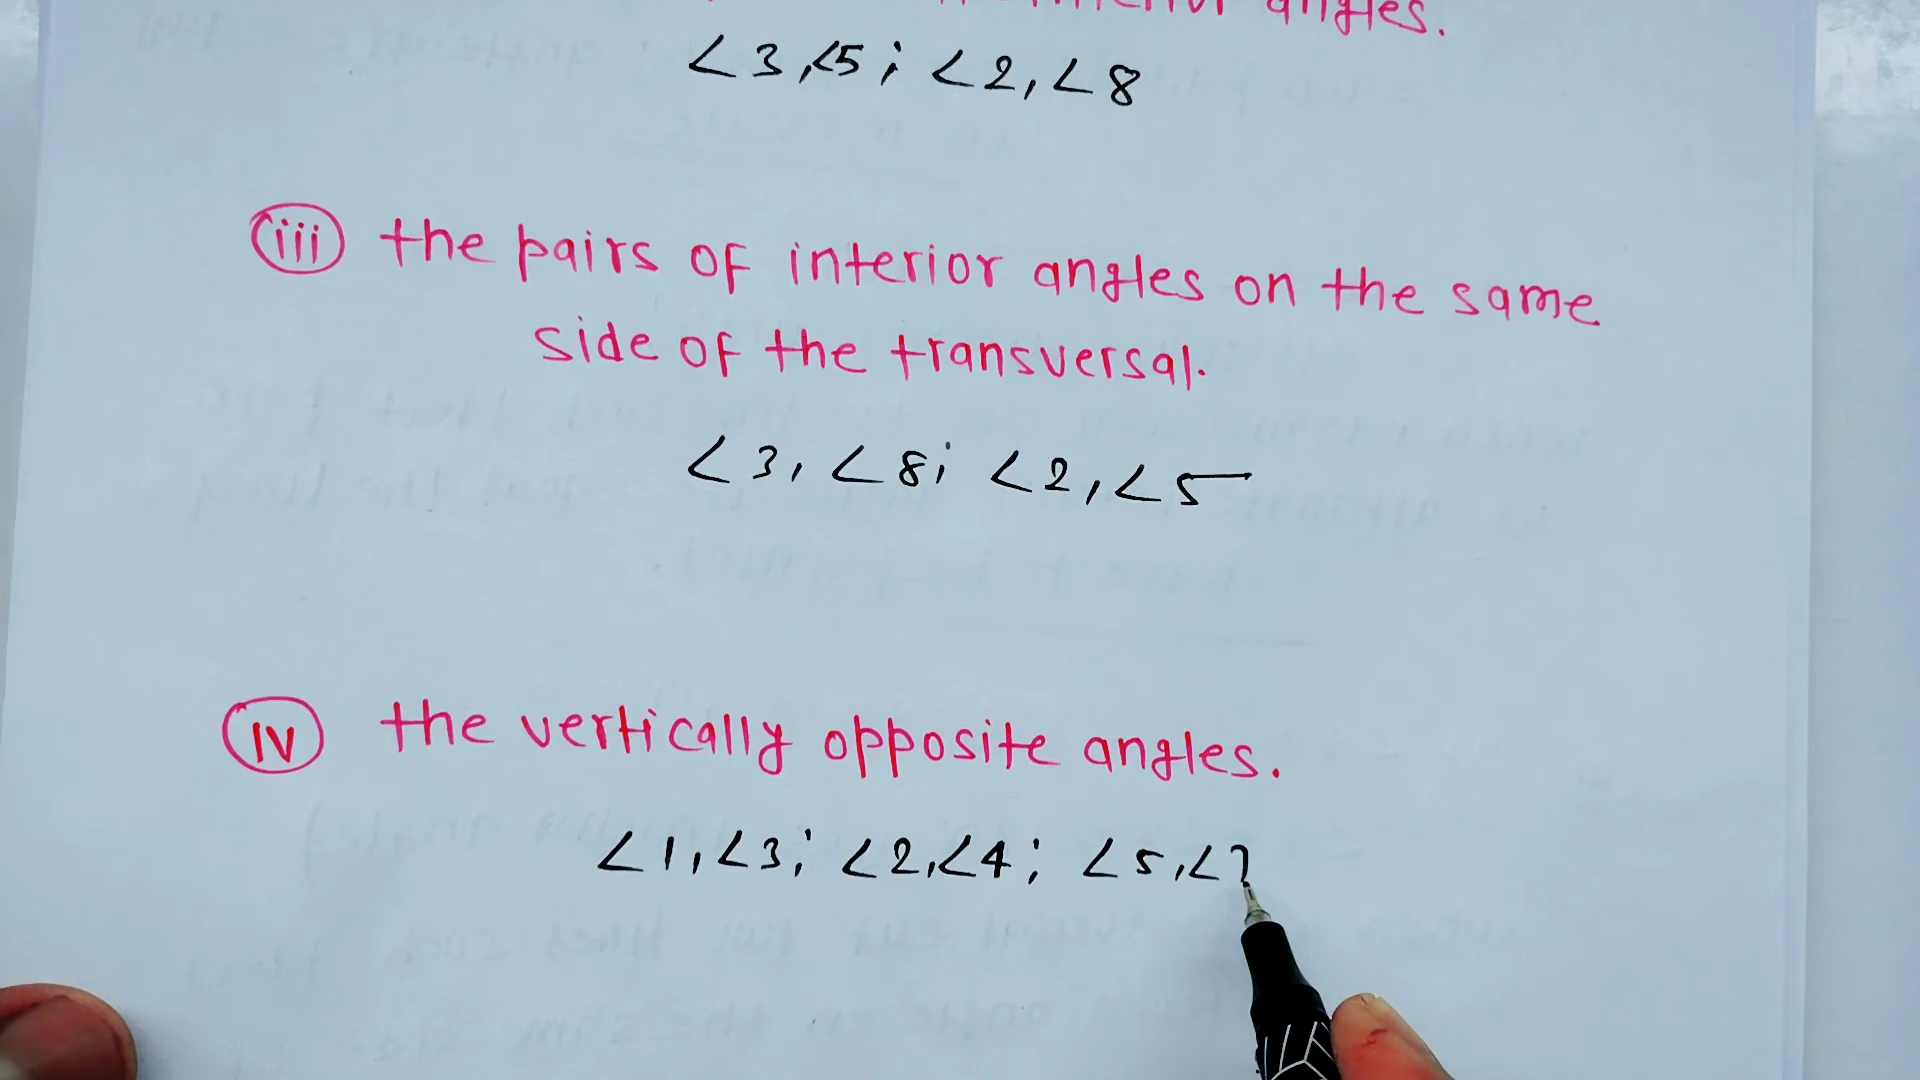 angles.
∠3,∠5; ∠2,∠8
(iii) the pairs of interior angles on the same
side of the transversal.
∠3,∠8; ∠2,∠5
(iv) the vertically opposite angles.
∠1,∠3; ∠2,∠4; ∠5,∠7